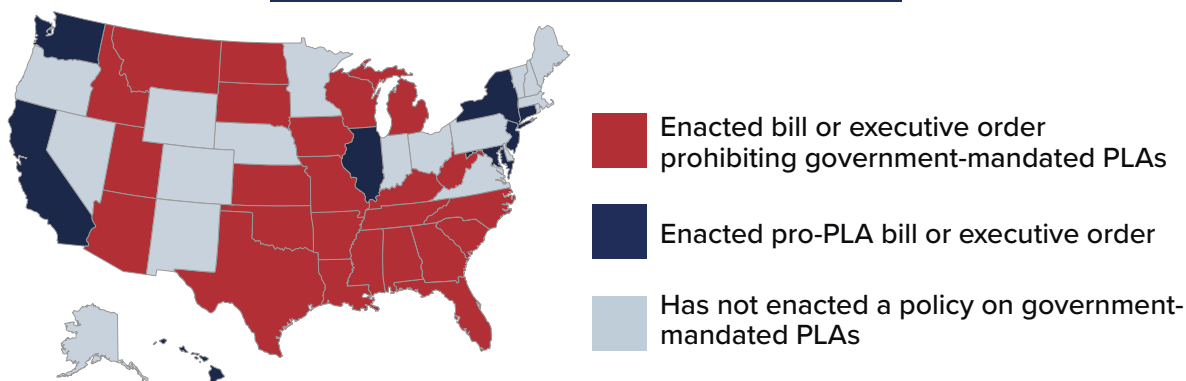 Enacted bill or executive order
prohibiting government-mandated PLAs
Enacted pro-PLA bill or executive order
Has not enacted a policy on government-
mandated PLAs